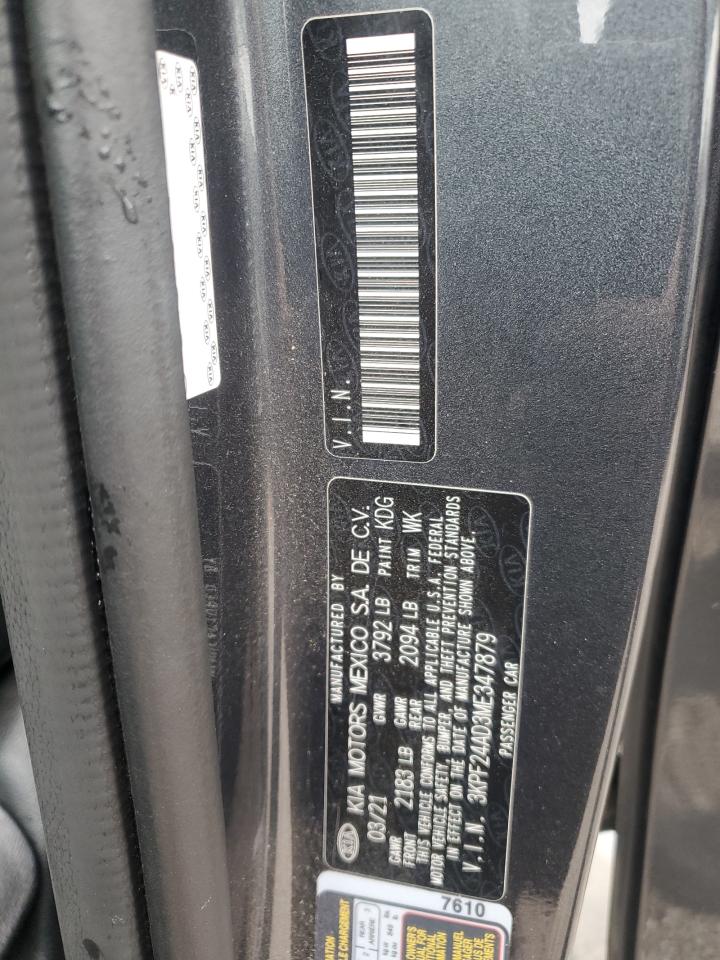 V.I.N.
MANUFACTURED BY
KIA KIA MOTORS MEXICO S.A. DE C.V.
03/21 GVWR 3792 LB PAINT KDG
GAWR FRONT 2183 LB GAWR REAR 2094 LB TRIM WK
THIS VEHICLE CONFORMS TO ALL APPLICABLE U.S.A. FEDERAL
MOTOR VEHICLE SAFETY, BUMPER, AND THEFT PREVENTION STANDARDS
IN EFFECT ON THE DATE OF MANUFACTURE SHOWN ABOVE.
V.I.N. 3KPF24AD3ME347879
PASSENGER CAR
7610